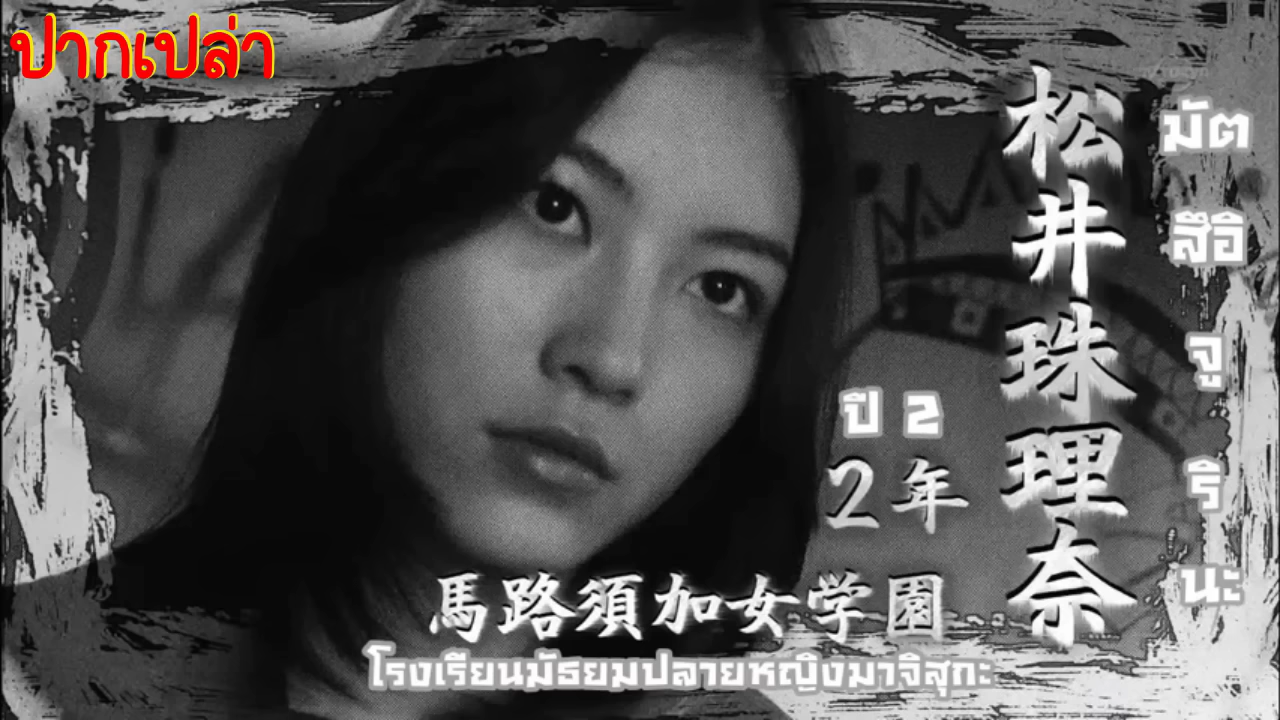 ปากเปล่า
松井珠理奈
มัตสึอิ จูรินะ
ปี 2
2年
馬路須加女学園
โรงเรียนมัธยมปลายหญิงมาจิสุกะ